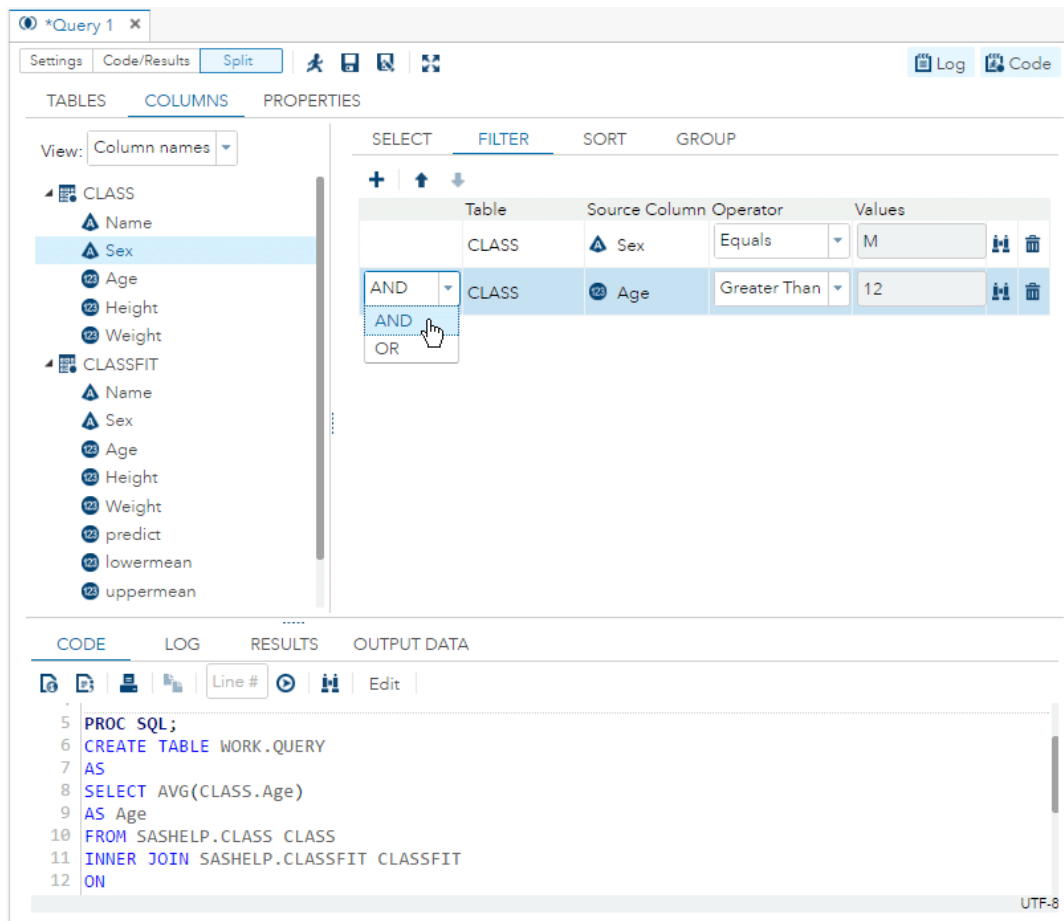 *Query 1 ×
Settings Code/Results Split Log Code
TABLES COLUMNS PROPERTIES
View: Column names
CLASS
Name
Sex
Age
Height
Weight
CLASSFIT
Name
Sex
Age
Height
Weight
predict
lowermean
uppermean
SELECT FILTER SORT GROUP
Table Source Column Operator Values
CLASS Sex Equals M
AND CLASS Age Greater Than 12
AND
OR
CODE LOG RESULTS OUTPUT DATA
Line # Edit
5 PROC SQL;
6 CREATE TABLE WORK.QUERY
7 AS
8 SELECT AVG(CLASS.Age)
9 AS Age
10 FROM SASHELP.CLASS CLASS
11 INNER JOIN SASHELP.CLASSFIT CLASSFIT
12 ON
UTF-8